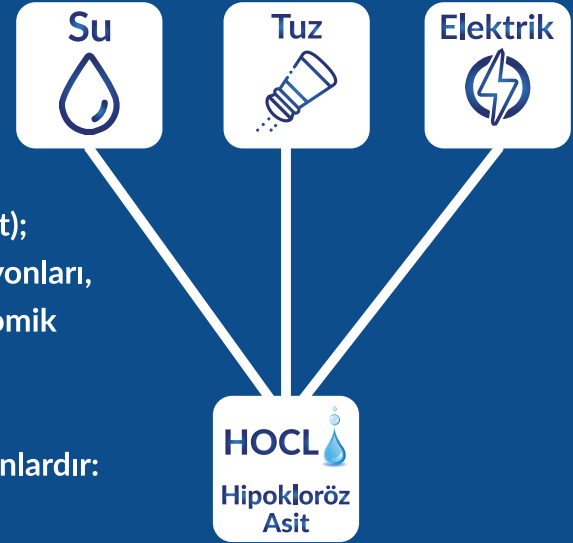 Su
Tuz
Elektrik
t);
yonları,
omik
nlardır:
HOCL
Hipokloröz
Asit